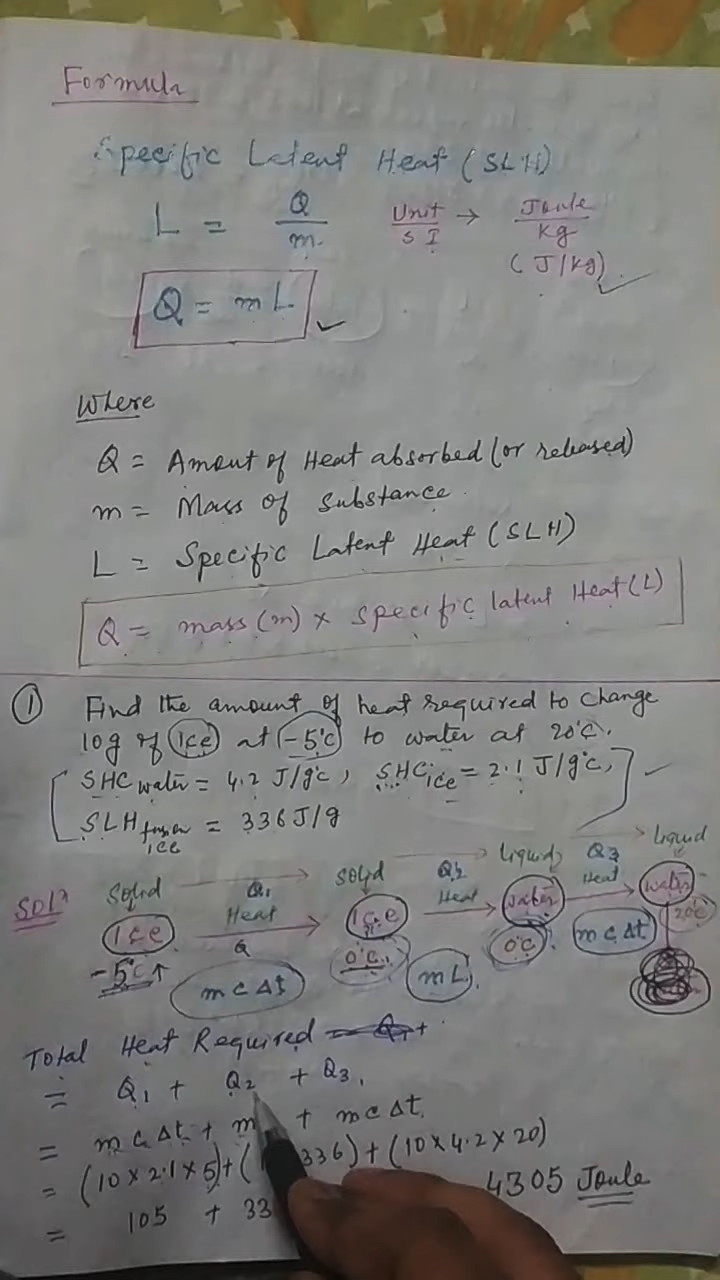 Formula
Specific Latent Heat (SLH)
L = Q/m Unit/SI → Joule/kg
(J/kg)
Q = mL
Where
Q = Amount of Heat absorbed (or released)
m = Mass of Substance.
L = Specific Latent Heat (SLH)
Q = mass (m) × specific latent Heat (L)
① Find the amount of heat required to change
10g of Ice at -5°C to water at 20°C.
SHC water = 4.2 J/g°C, SHC ice = 2.1 J/g°C,
SLH fusion ice = 336 J/g
Solid Q1 solid Q2 liquid Q3 liquid
Solⁿ Ice Heat Ice Heat water Heat water
-5°C ↑ Q 0°C 0°C 20°C
mcΔt mL mcΔt
Total Heat Required
= Q1 + Q2 + Q3
= mcΔt + m + mcΔt
= (10 × 2.1 × 5) + ( 336) + (10 × 4.2 × 20)
= 105 + 33 4305 Joule